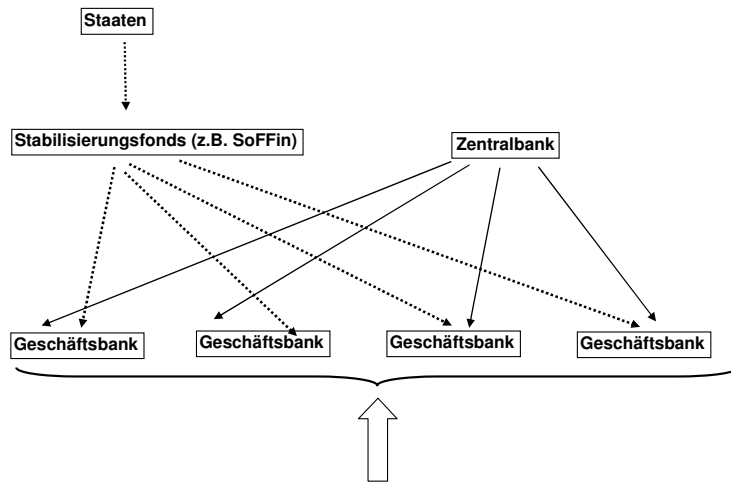 Staaten
Stabilisierungsfonds (z.B. SoFFin)
Zentralbank
Geschäftsbank
Geschäftsbank
Geschäftsbank
Geschäftsbank